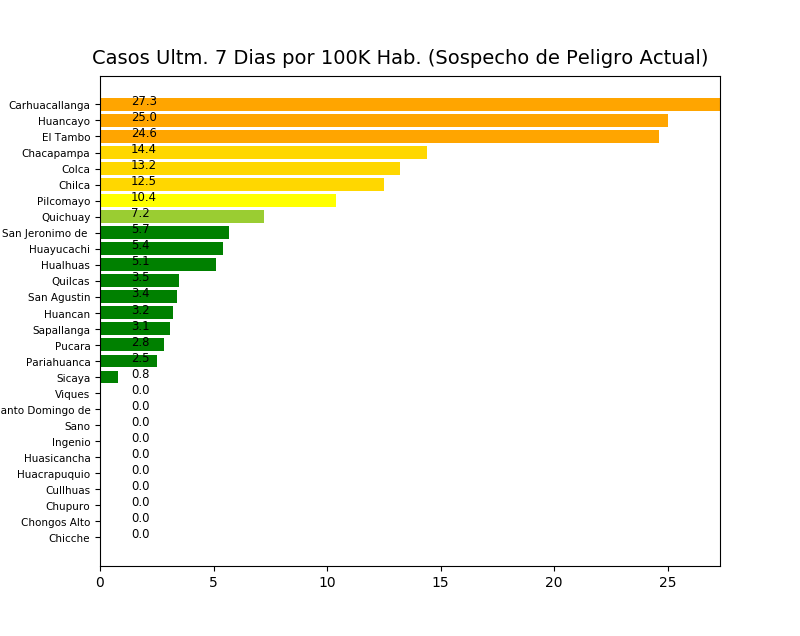 Casos Ultm. 7 Dias por 100K Hab. (Sospecho de Peligro Actual)
Carhuacallanga 27.3
Huancayo 25.0
El Tambo 24.6
Chacapampa 14.4
Colca 13.2
Chilca 12.5
Pilcomayo 10.4
Quichuay 7.2
San Jeronimo de 5.7
Huayucachi 5.4
Hualhuas 5.1
Quilcas 3.5
San Agustin 3.4
Huancan 3.2
Sapallanga 3.1
Pucara 2.8
Pariahuanca 2.5
Sicaya 0.8
Viques 0.0
anto Domingo de 0.0
Sano 0.0
Ingenio 0.0
Huasicancha 0.0
Huacrapuquio 0.0
Cullhuas 0.0
Chupuro 0.0
Chongos Alto 0.0
Chicche 0.0
0 5 10 15 20 25